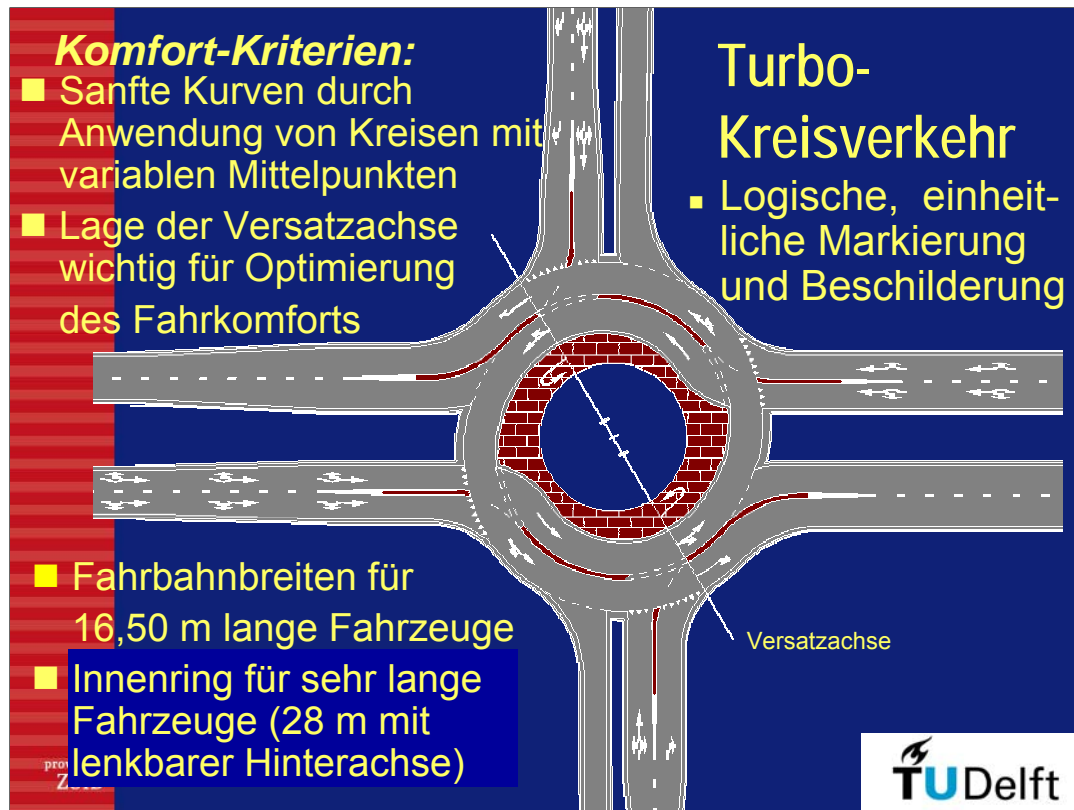 Komfort-Kriterien:
Sanfte Kurven durch
Anwendung von Kreisen mit
variablen Mittelpunkten
Lage der Versatzachse
wichtig für Optimierung
des Fahrkomforts
Turbo-
Kreisverkehr
Logische, einheit-
liche Markierung
und Beschilderung
Fahrbahnbreiten für
16,50 m lange Fahrzeuge
Innenring für sehr lange
Fahrzeuge (28 m mit
lenkbarer Hinterachse)
Versatzachse
TU Delft